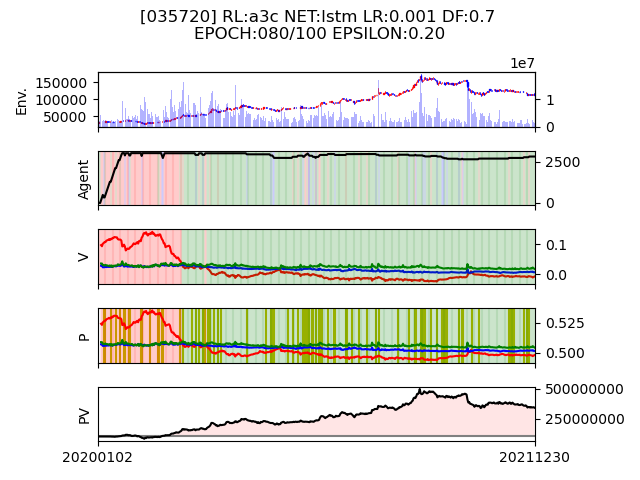 [035720] RL:a3c NET:lstm LR:0.001 DF:0.7
EPOCH:080/100 EPSILON:0.20
1e7
Env.
150000
100000
50000
1
0
Agent
2500
0
V
0.1
0.0
P
0.525
0.500
PV
500000000
250000000
20200102
20211230